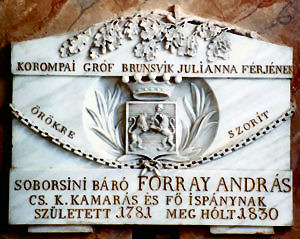 KOROMPAI GRÓF BRUNSVIK JULIANNA FÉRJÉNEK
ÖRÖKRE
SZORÍT
SOBORSINI BÁRÓ FORRAY ANDRÁS
CS. K. KAMARÁS ÉS FŐ ISPÁNYNAK
SZÜLETETT 1781 MEG HÓLT 1830